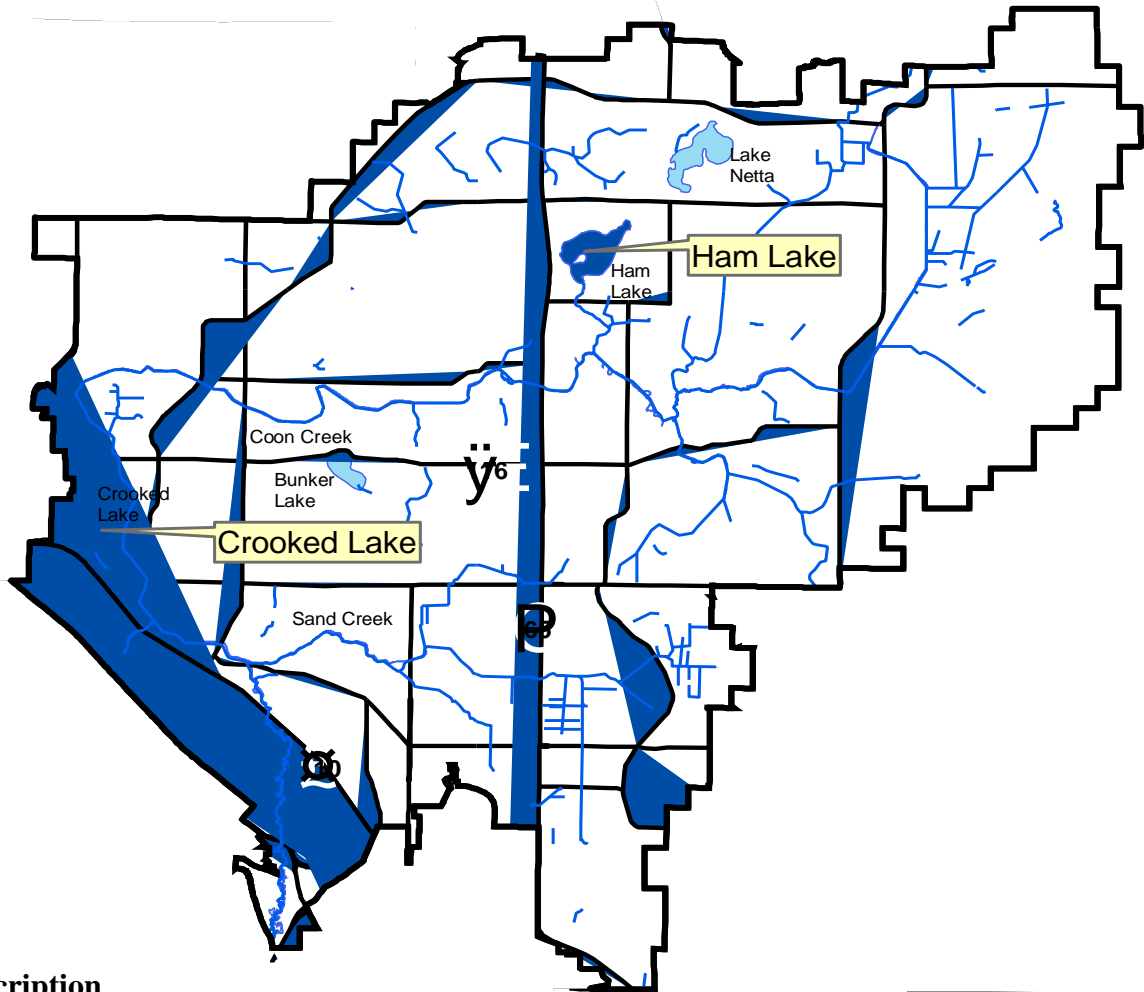 Lake
Netta
Ham Lake
Ham
Lake
Coon Creek
ÿ
Bunker
Lake
Crooked
Lake
Crooked Lake
Sand Creek
cription